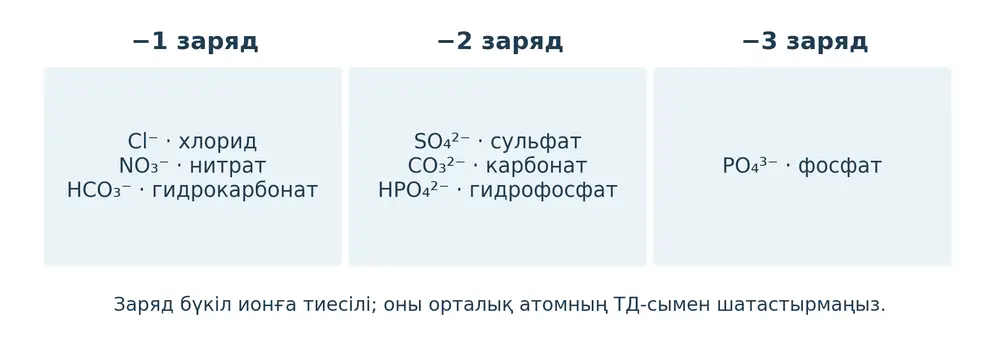 −1 заряд
−2 заряд
−3 заряд
Cl⁻ · хлорид
NO₃⁻ · нитрат
HCO₃⁻ · гидрокарбонат
SO₄²⁻ · сульфат
CO₃²⁻ · карбонат
HPO₄²⁻ · гидрофосфат
PO₄³⁻ · фосфат
Заряд бүкіл ионға тиесілі; оны орталық атомның ТД-сымен шатастырмаңыз.